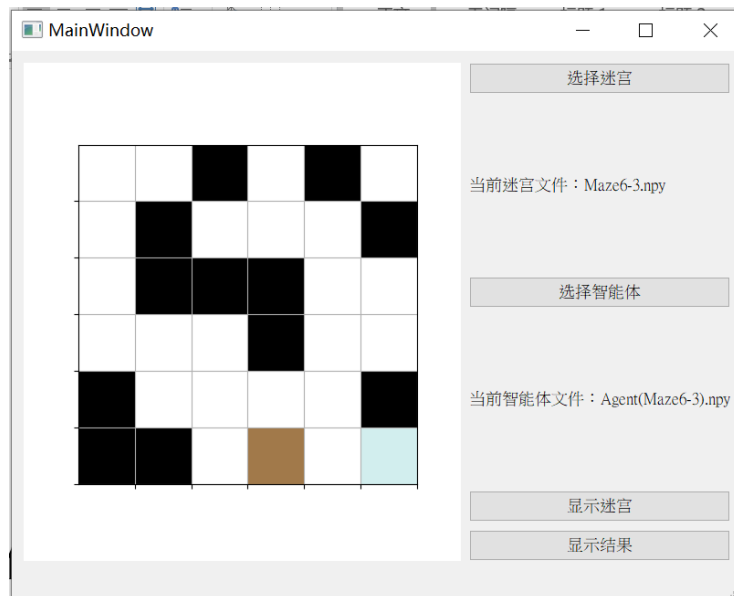 MainWindow
选择迷宫
当前迷宫文件：Maze6-3.npy
选择智能体
当前智能体文件：Agent(Maze6-3).npy
显示迷宫
显示结果